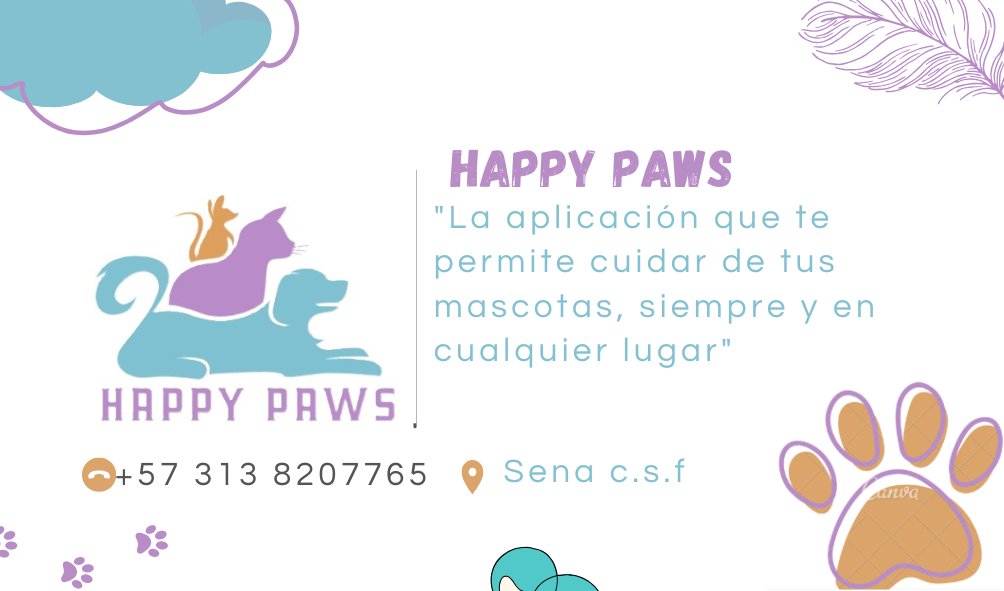 HAPPY PAWS
"La aplicación que te
permite cuidar de tus
mascotas, siempre y en
cualquier lugar"
HAPPY PAWS
+57 313 8207765
Sena c.s.f
Canva